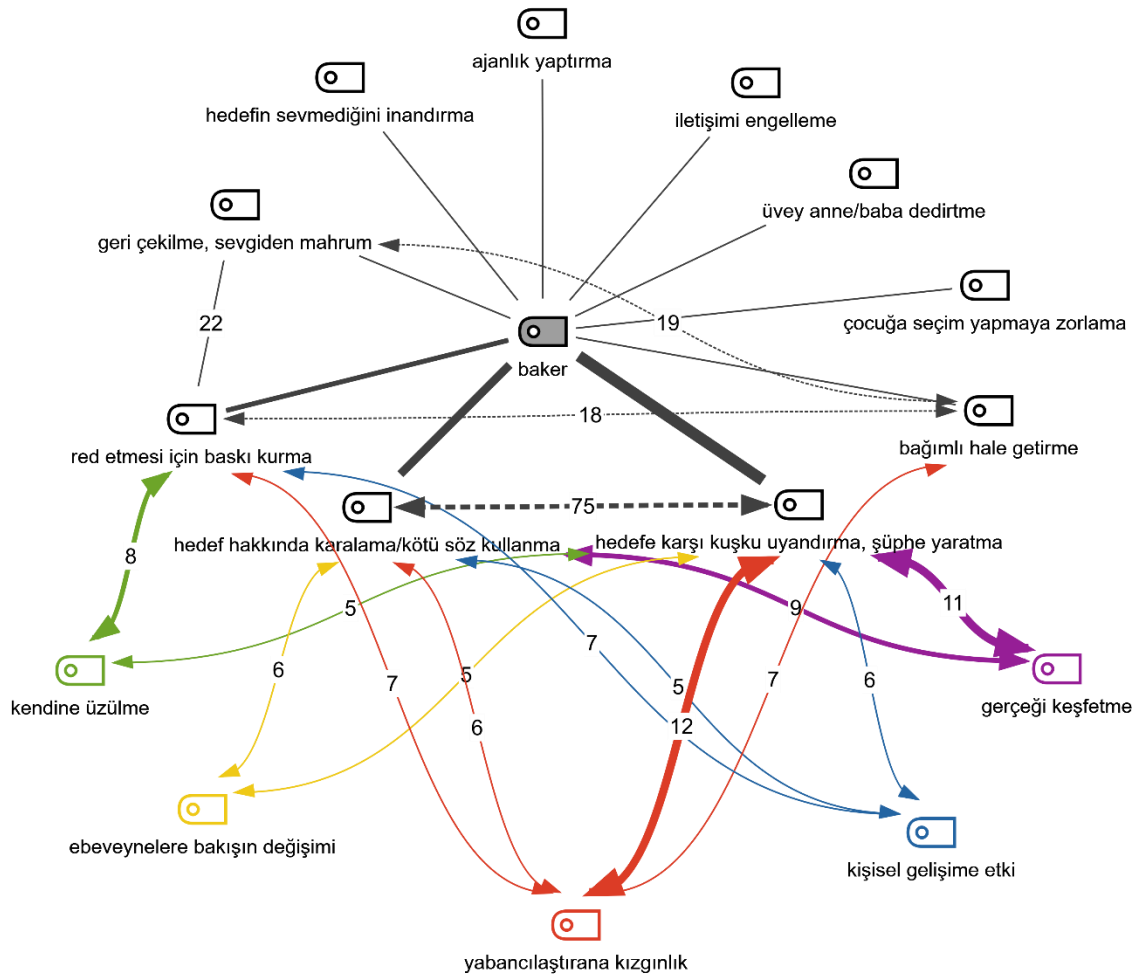 ajanlık yaptırma
hedefin sevmediğini inandırma
iletişimi engelleme
üvey anne/baba dedirtme
geri çekilme, sevgiden mahrum
çocuğa seçim yapmaya zorlama
22
19
baker
18
red etmesi için baskı kurma
bağımlı hale getirme
75
hedef hakkında karalama/kötü söz kullanma
hedefe karşı kuşku uyandırma, şüphe yaratma
8
5
9
11
7
6
5
7
6
5
12
7
6
kendine üzülme
gerçeği keşfetme
ebeveynelere bakışın değişimi
kişisel gelişime etki
yabancılaştırana kızgınlık